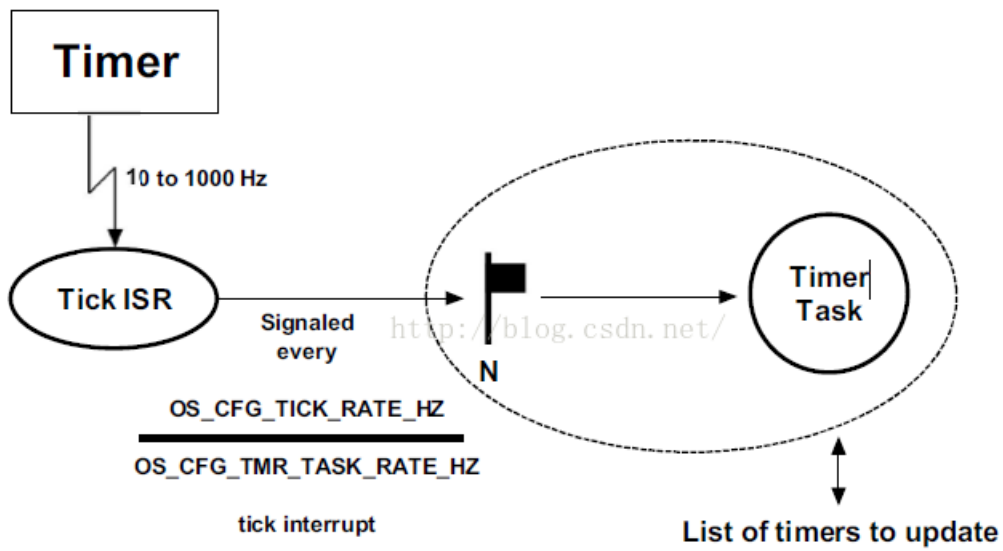 Timer
10 to 1000 Hz
Tick ISR
Signaled
every
http://blog.csdn.net/
N
Timer
Task
OS_CFG_TICK_RATE_HZ
OS_CFG_TMR_TASK_RATE_HZ
tick interrupt
List of timers to update